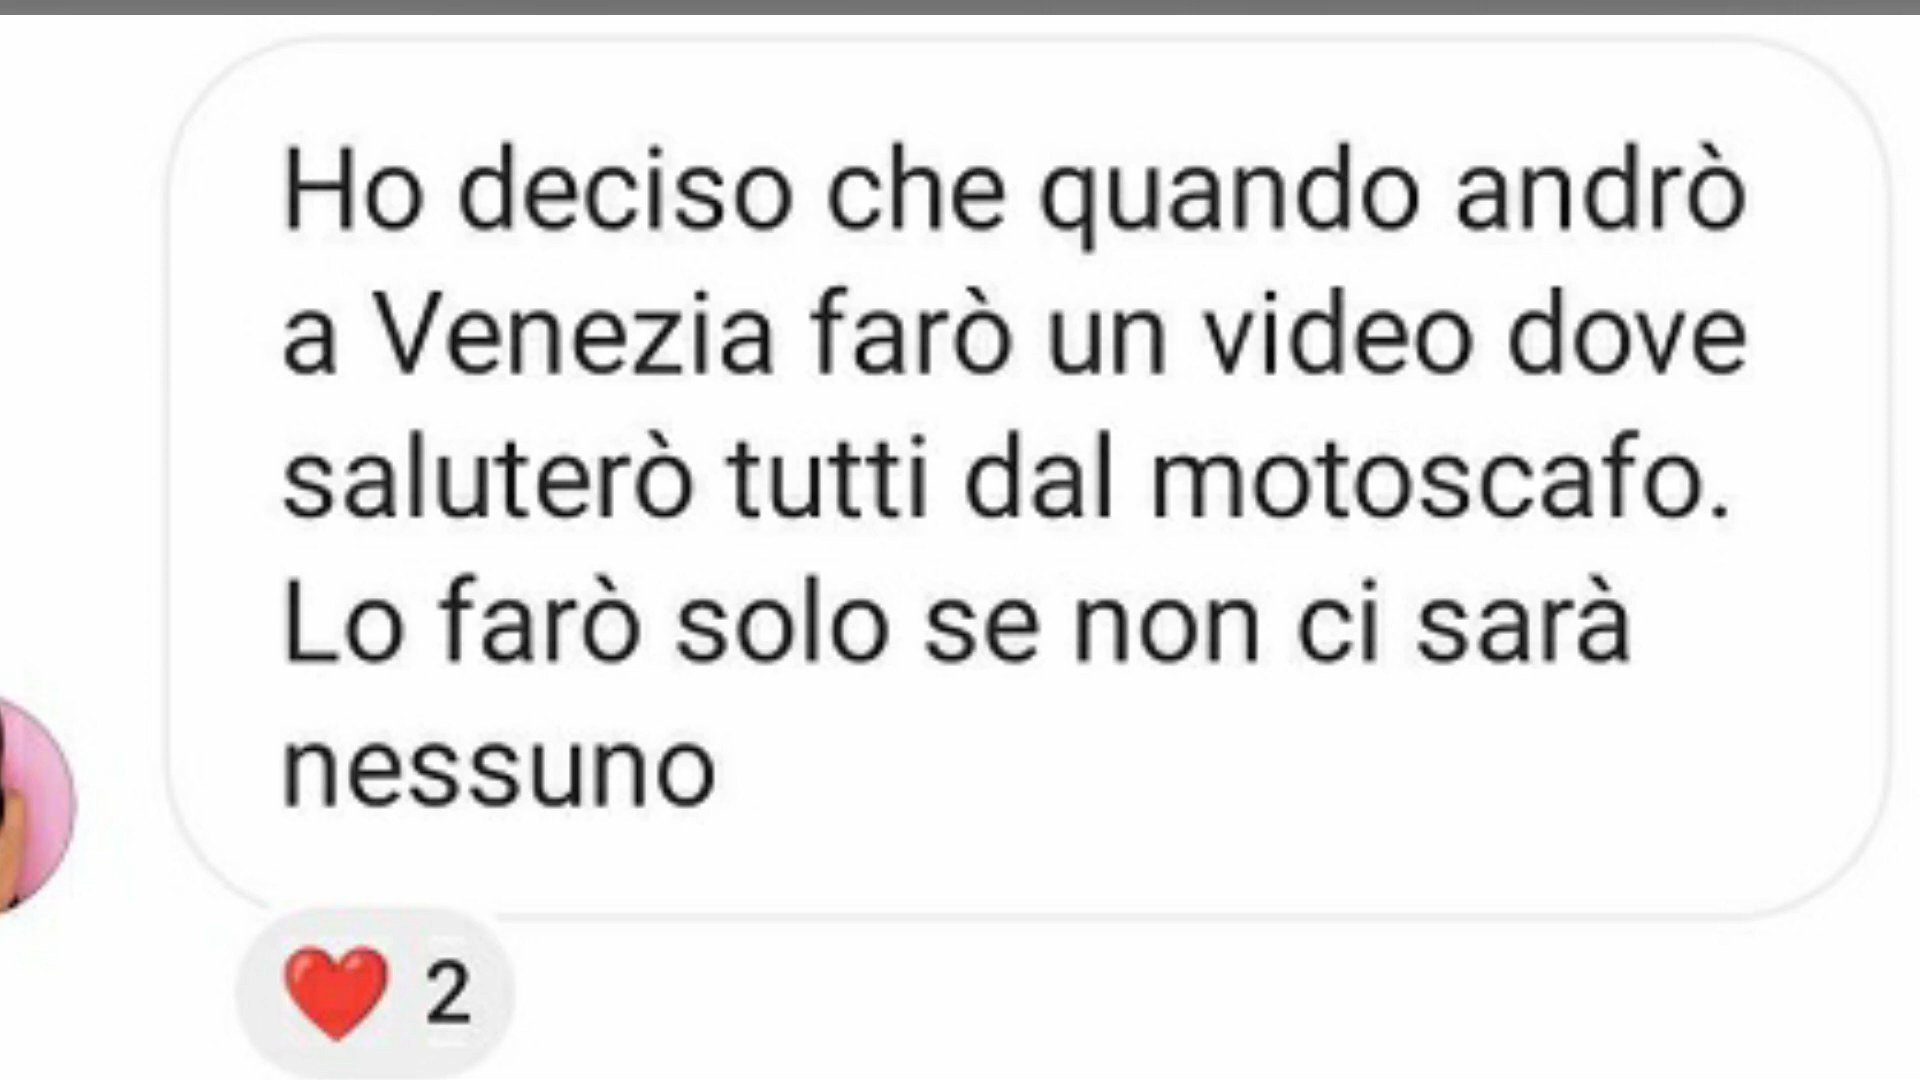 Ho deciso che quando andrò
a Venezia farò un video dove
saluterò tutti dal motoscafo.
Lo farò solo se non ci sarà
nessuno
❤️ 2